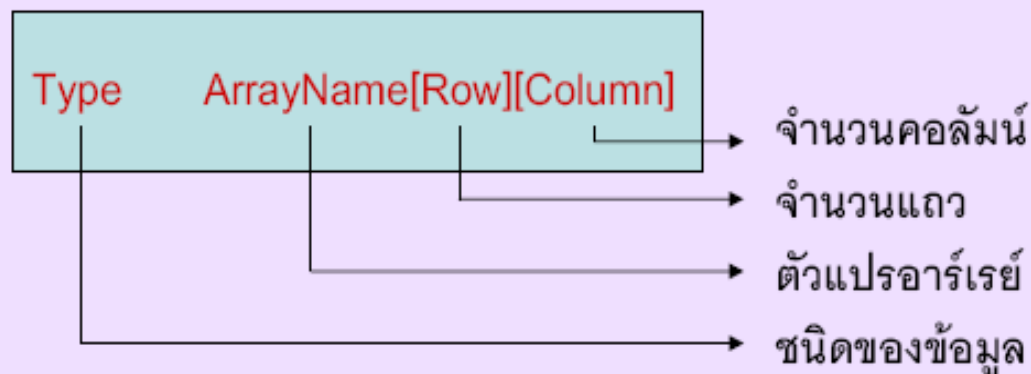 Type ArrayName[Row][Column]
จำนวนคอลัมน์
จำนวนแถว
ตัวแปรอาร์เรย์
ชนิดของข้อมูล